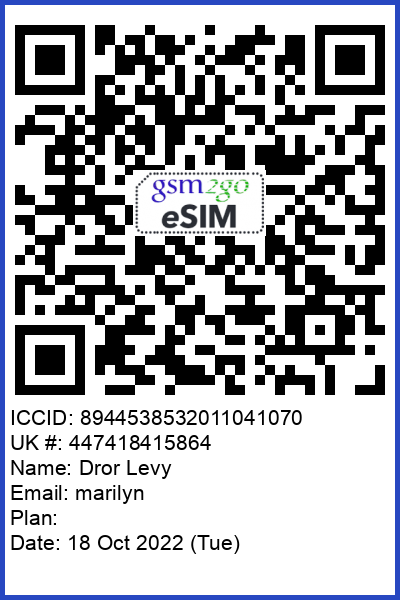 gsm2go
eSIM
ICCID: 8944538532011041070
UK #: 447418415864
Name: Dror Levy
Email: marilyn
Plan:
Date: 18 Oct 2022 (Tue)